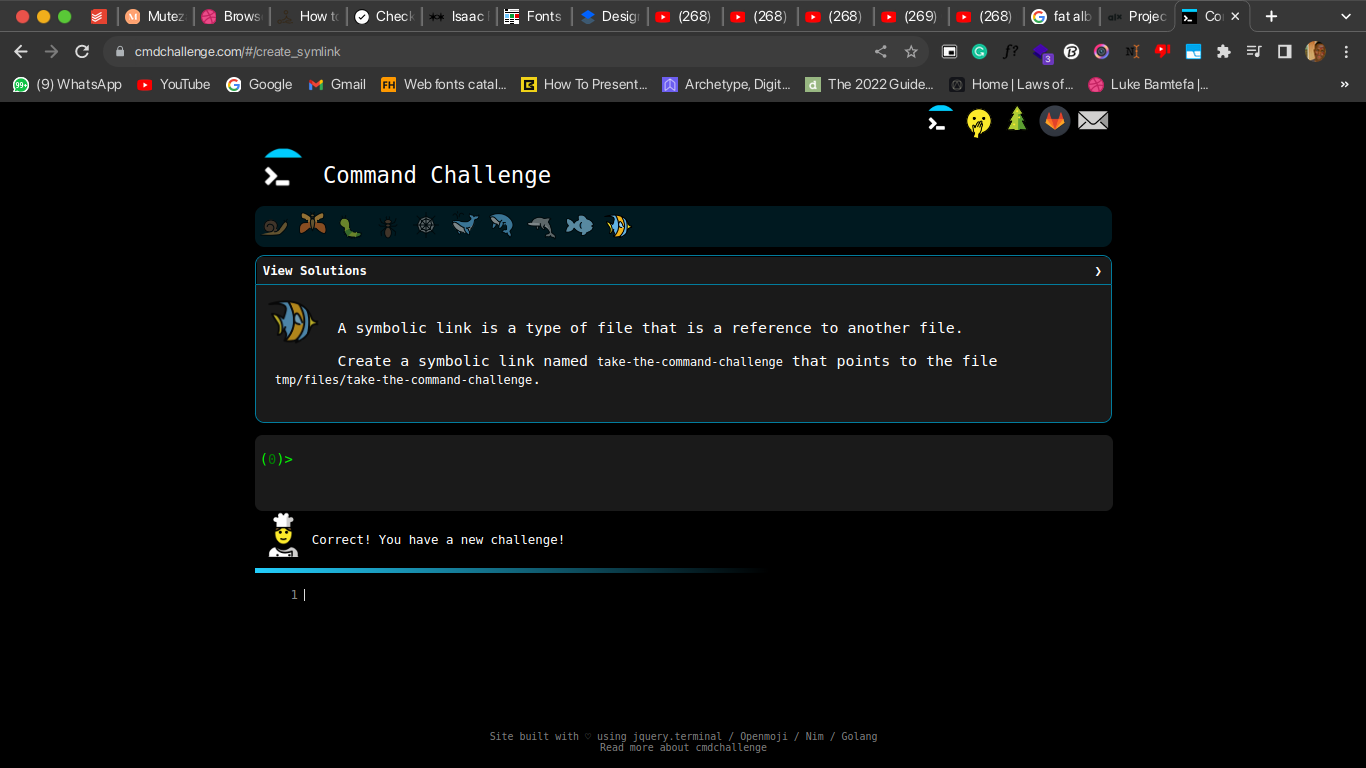 Mutez
Brows
How to
Check
Isaac
Fonts
Design
(268)
(268)
(268)
(269)
(268)
fat alb
Projec
Co
cmdchallenge.com/#/create_symlink
3
(9) WhatsApp
YouTube
Google
Gmail
Web fonts catal...
How To Present...
Archetype, Digit...
The 2022 Guide...
Home | Laws of...
Luke Bamtefa |...
Command Challenge
View Solutions
A symbolic link is a type of file that is a reference to another file.
Create a symbolic link named take-the-command-challenge that points to the file
tmp/files/take-the-command-challenge.
(0)>
Correct! You have a new challenge!
1
Site built with ♡ using jquery.terminal / Openmoji / Nim / Golang
Read more about cmdchallenge